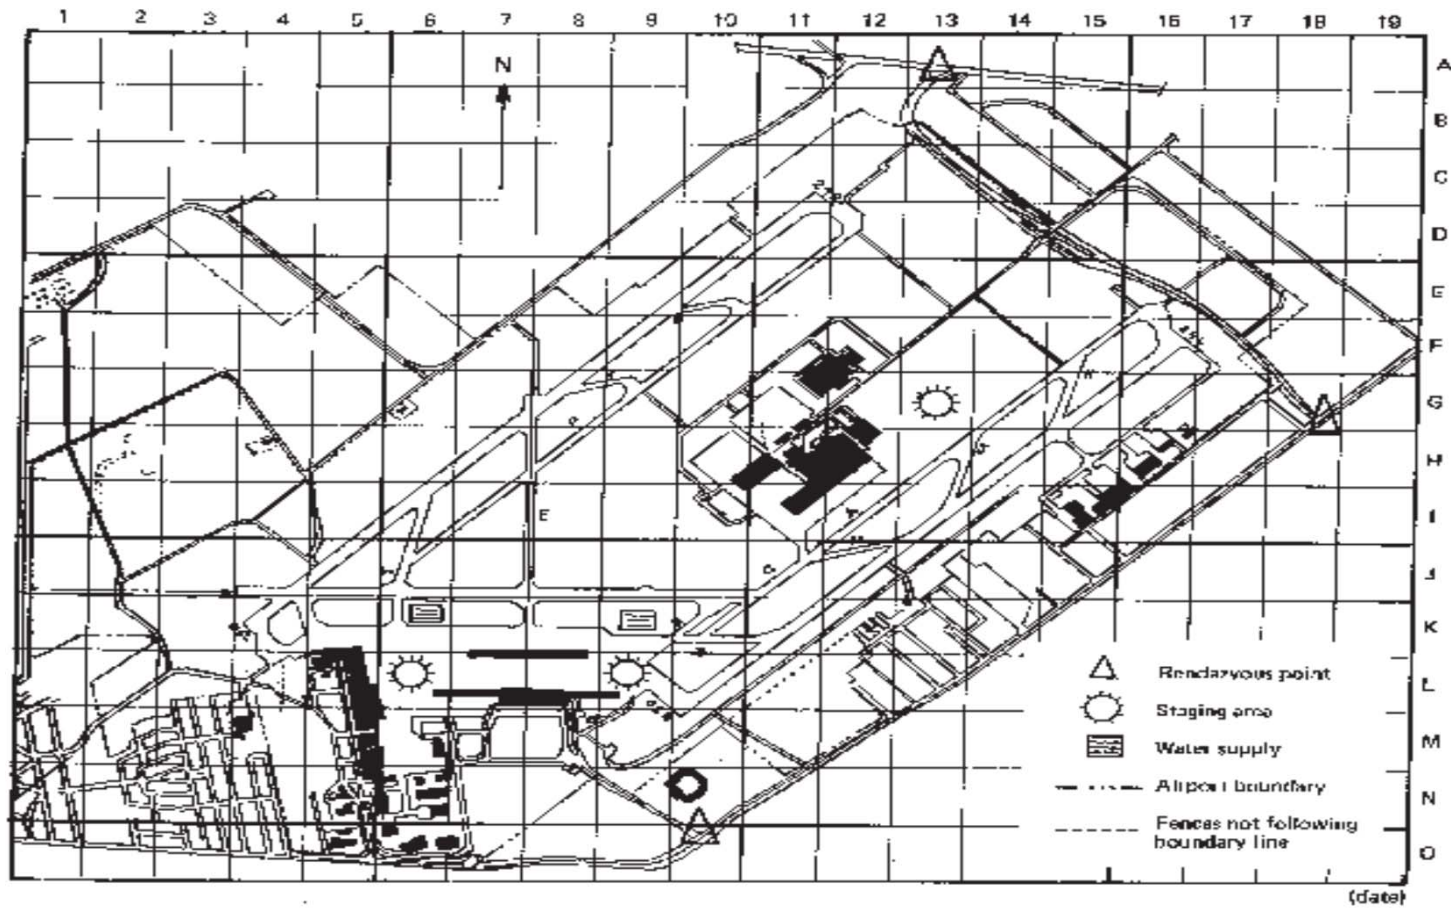 1 2 3 4 5 6 7 8 9 10 11 12 13 14 15 16 17 18 19
N
A
B
C
D
E
F
G
H
I
J
K
L
M
N
O
E
Rendazvous point
Staging area
Water supply
Airport boundary
Fences not following
boundary line
(date)